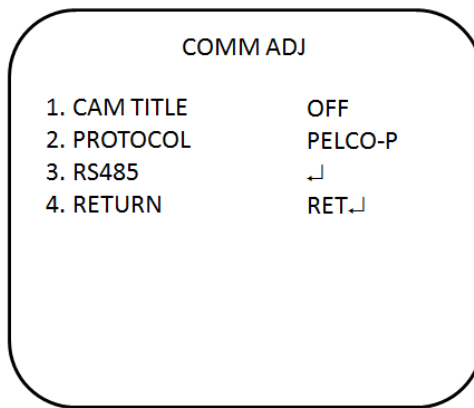 COMM ADJ
1. CAM TITLE OFF
2. PROTOCOL PELCO-P
3. RS485 ↵
4. RETURN RET↵